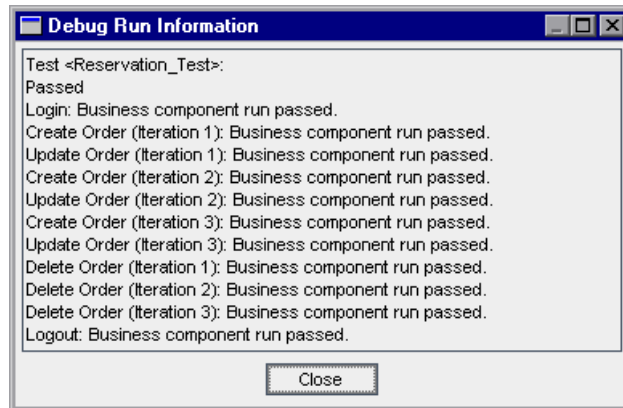 Debug Run Information
Test <Reservation_Test>:
Passed
Login: Business component run passed.
Create Order (Iteration 1): Business component run passed.
Update Order (Iteration 1): Business component run passed.
Create Order (Iteration 2): Business component run passed.
Update Order (Iteration 2): Business component run passed.
Create Order (Iteration 3): Business component run passed.
Update Order (Iteration 3): Business component run passed.
Delete Order (Iteration 1): Business component run passed.
Delete Order (Iteration 2): Business component run passed.
Delete Order (Iteration 3): Business component run passed.
Logout: Business component run passed.
Close